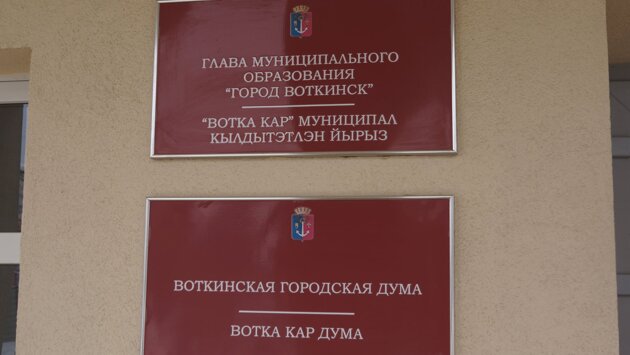 ГЛАВА МУНИЦИПАЛЬНОГО
ОБРАЗОВАНИЯ
“ГОРОД ВОТКИНСК”
“ВОТКА КАР” МУНИЦИПАЛ
КЫЛДЫТЭТЛЭН ЙЫРЫЗ
ВОТКИНСКАЯ ГОРОДСКАЯ ДУМА
ВОТКА КАР ДУМА